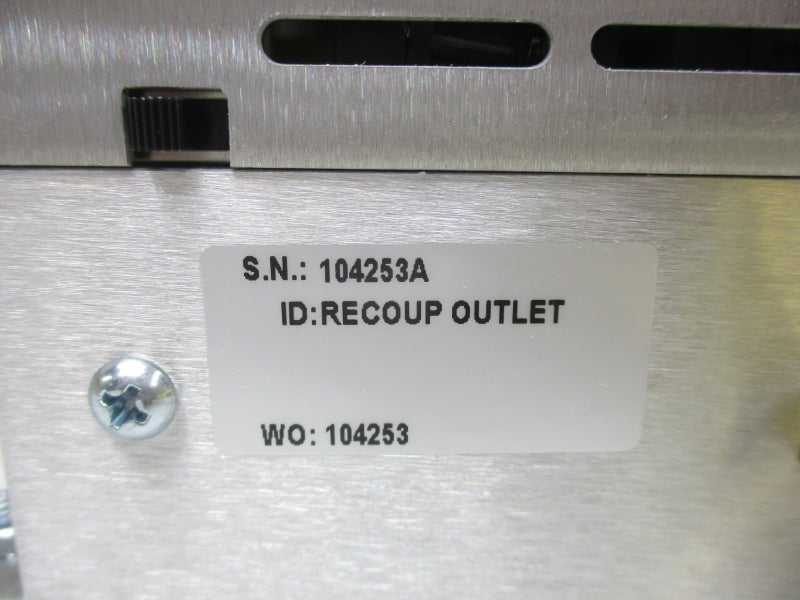 S.N.: 104253A
ID:RECOUP OUTLET
WO: 104253